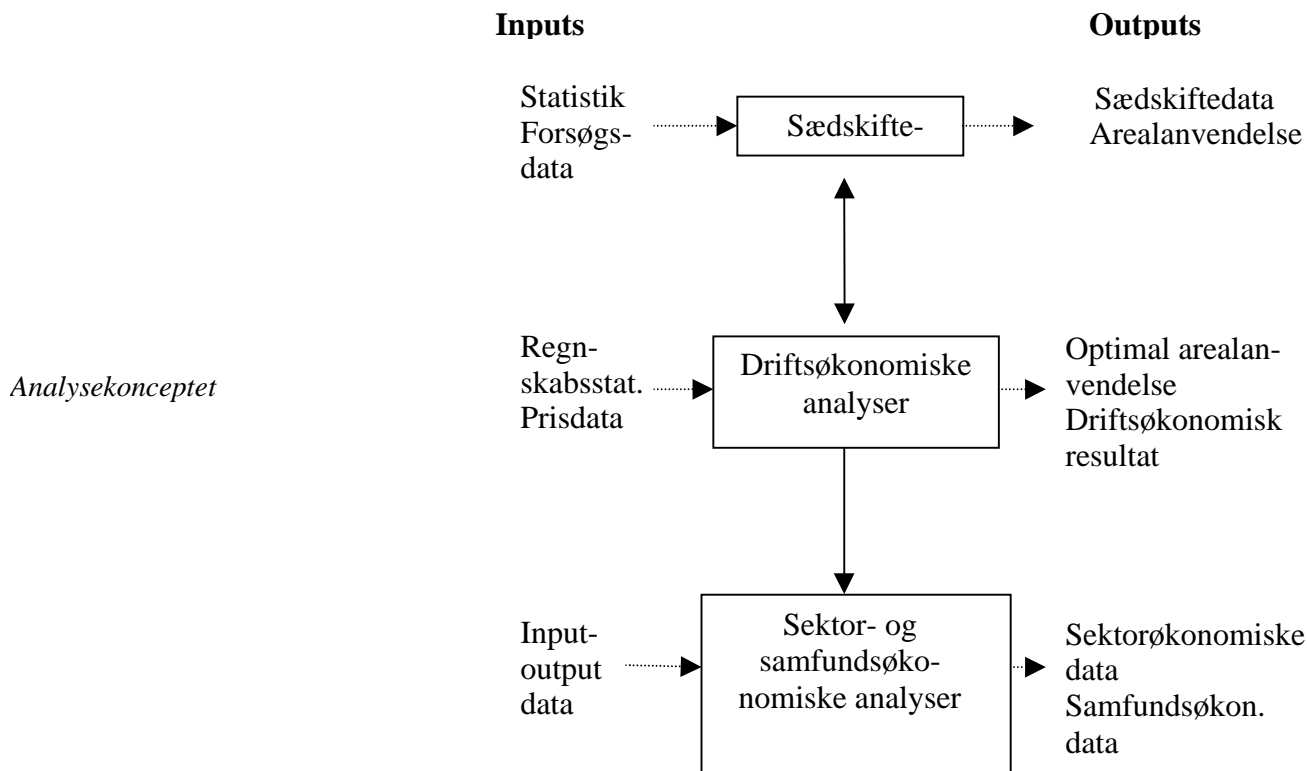 Inputs
Outputs
Statistik
Forsøgs-
data
Sædskifte-
Sædskiftedata
Arealanvendelse
Analysekonceptet
Regn-
skabsstat.
Prisdata
Driftsøkonomiske
analyser
Optimal arealan-
vendelse
Driftsøkonomisk
resultat
Input-
output
data
Sektor- og
samfundsøko-
nomiske analyser
Sektorøkonomiske
data
Samfundsøkon.
data